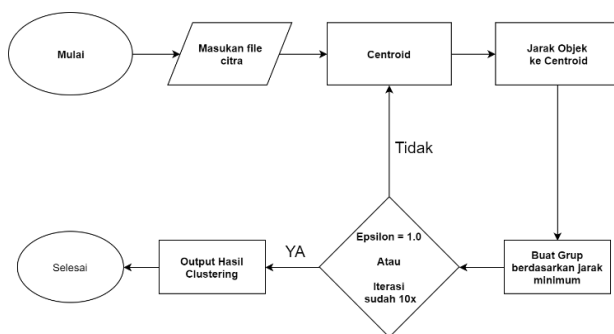 Mulai
Masukan file
citra
Centroid
Jarak Objek
ke Centroid
Tidak
Buat Grup
berdasarkan jarak
minimum
Epsilon = 1.0
Atau
Iterasi
sudah 10x
YA
Output Hasil
Clustering
Selesai